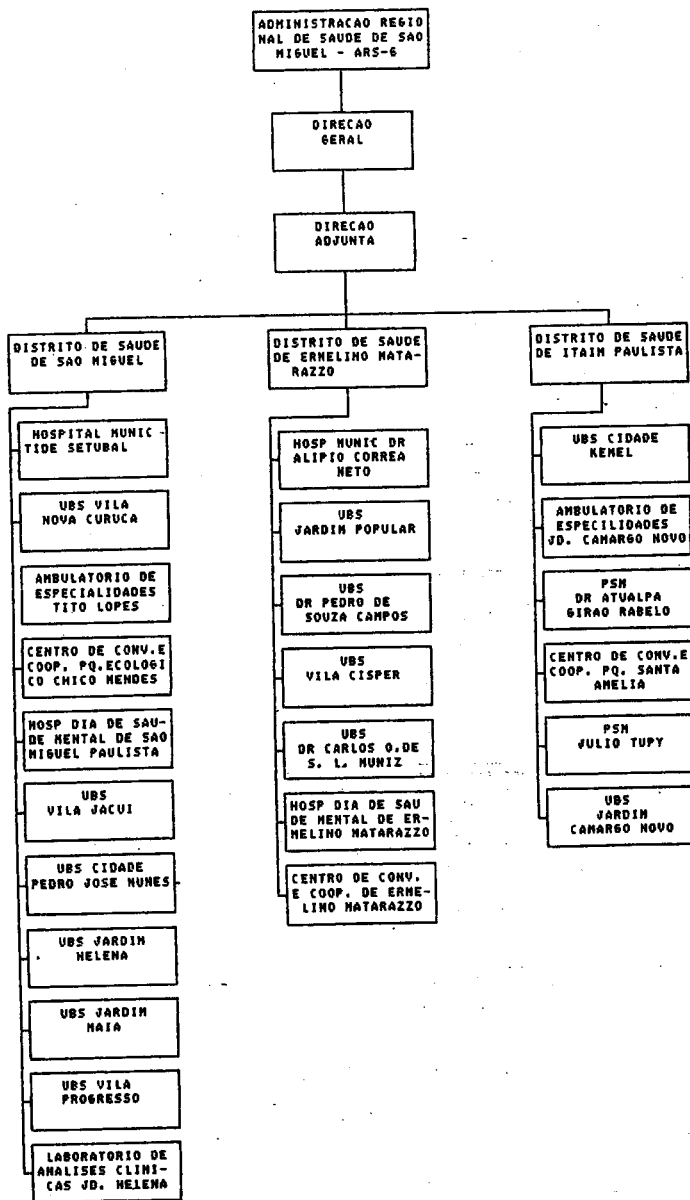 ADMINISTRACAO REGIO
NAL DE SAUDE DE SAO
MIGUEL - ARS-6
DIRECAO
GERAL
DIRECAO
ADJUNTA
DISTRITO DE SAUDE
DE SAO MIGUEL
HOSPITAL MUNIC
TIDE SETUBAL
UBS VILA
NOVA CURUCA
AMBULATORIO DE
ESPECIALIDADES
TITO LOPES
CENTRO DE CONV.E
COOP. PQ.ECOLOGI
CO CHICO MENDES
HOSP DIA DE SAU-
DE MENTAL DE SAO
MIGUEL PAULISTA
UBS
VILA JACUI
UBS CIDADE
PEDRO JOSE NUNES
UBS JARDIM
HELENA
UBS JARDIM
MAIA
UBS VILA
PROGRESSO
LABORATORIO DE
ANALISES CLINI-
CAS JD. HELENA
DISTRITO DE SAUDE
DE ERMELINO MATA-
RAZZO
HOSP MUNIC DR
ALIPIO CORREA
NETO
UBS
JARDIM POPULAR
UBS
DR PEDRO DE
SOUZA CAMPOS
UBS
VILA CISPER
UBS
DR CARLOS O.DE
S. L. MUNIZ
HOSP DIA DE SAU
DE MENTAL DE ER-
MELINO MATARAZZO
CENTRO DE CONV.
E COOP. DE ERME-
LINO MATARAZZO
DISTRITO DE SAUDE
DE ITAIM PAULISTA
UBS CIDADE
KEMEL
AMBULATORIO DE
ESPECILIDADES
JD. CAMARGO NOVO
PSM
DR ATUALPA
GIRAO RABELO
CENTRO DE CONV.E
COOP. PQ. SANTA
AMELIA
PSM
JULIO TUPY
UBS
JARDIM
CAMARGO NOVO